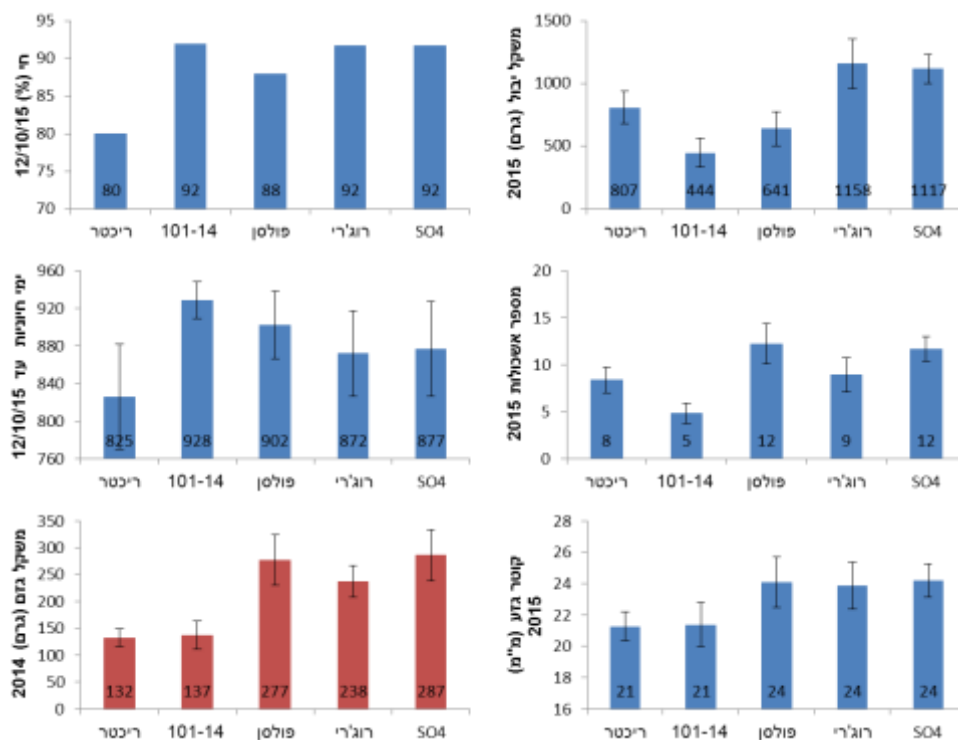 חי (%) 12/10/15
95
90
85
80
75
70
80 92 88 92 92
ריכטר 101-14 פולסן רוג'רי SO4
משקל יבול (גרם) 2015
1500
1000
500
0
807 444 641 1158 1117
ריכטר 101-14 פולסן רוג'רי SO4
ימי חיוניות עד 12/10/15
960
920
880
840
800
760
825 928 902 872 877
ריכטר 101-14 פולסן רוג'רי SO4
מספר אשכולות 2015
20
15
10
5
0
8 5 12 9 12
ריכטר 101-14 פולסן רוג'רי SO4
משקל גזם (גרם) 2014
350
300
250
200
150
100
50
0
132 137 277 238 287
ריכטר 101-14 פולסן רוג'רי SO4
קוטר גזע (מ"מ)
2015
28
26
24
22
20
18
16
21 21 24 24 24
ריכטר 101-14 פולסן רוג'רי SO4